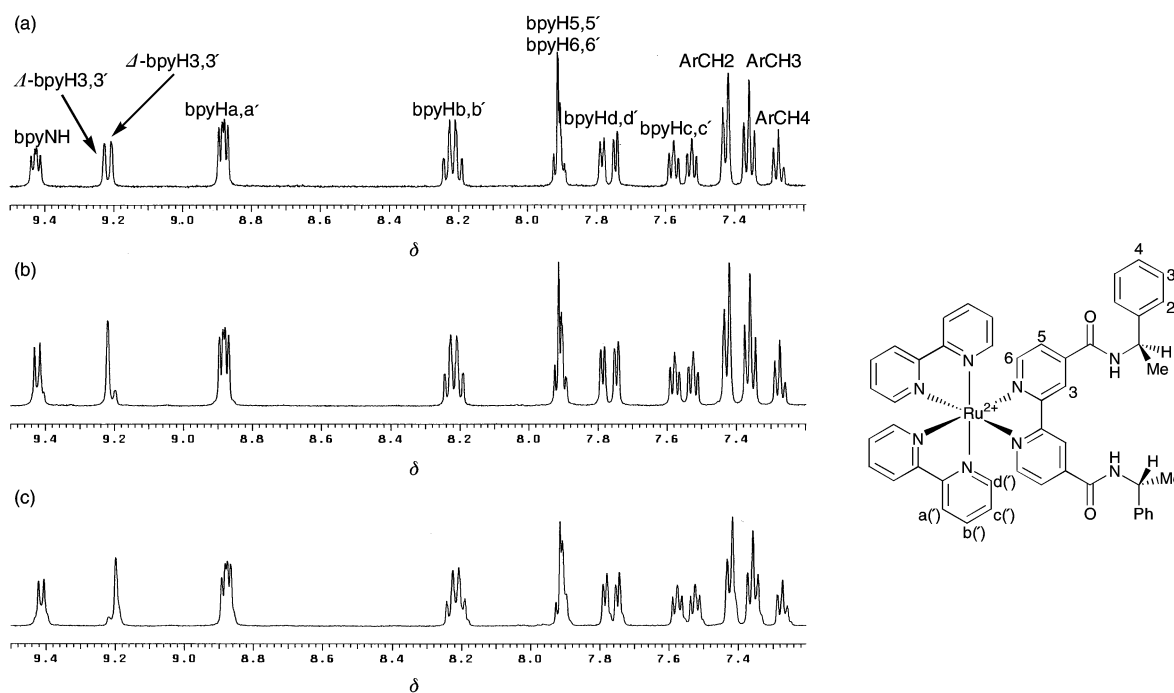 (a)
bpyNH
Λ-bpyH3,3´
Δ-bpyH3,3´
bpyHa,a´
bpyHb,b´
bpyH5,5´
bpyH6,6´
bpyHd,d´
bpyHc,c´
ArCH2
ArCH3
ArCH4
9.4 9.2 9.0 8.8 8.6 8.4 8.2 8.0 7.8 7.6 7.4
δ
(b)
9.4 9.2 9.0 8.8 8.6 8.4 8.2 8.0 7.8 7.6 7.4
δ
(c)
9.4 9.2 9.0 8.8 8.6 8.4 8.2 8.0 7.8 7.6 7.4
δ
4
3
2
O
5
6
N
H
H
Me
3
N
N
N
Ru2+
N
N
N
d(′)
a(′)
c(′)
b(′)
H
N
H
Me
O
Ph